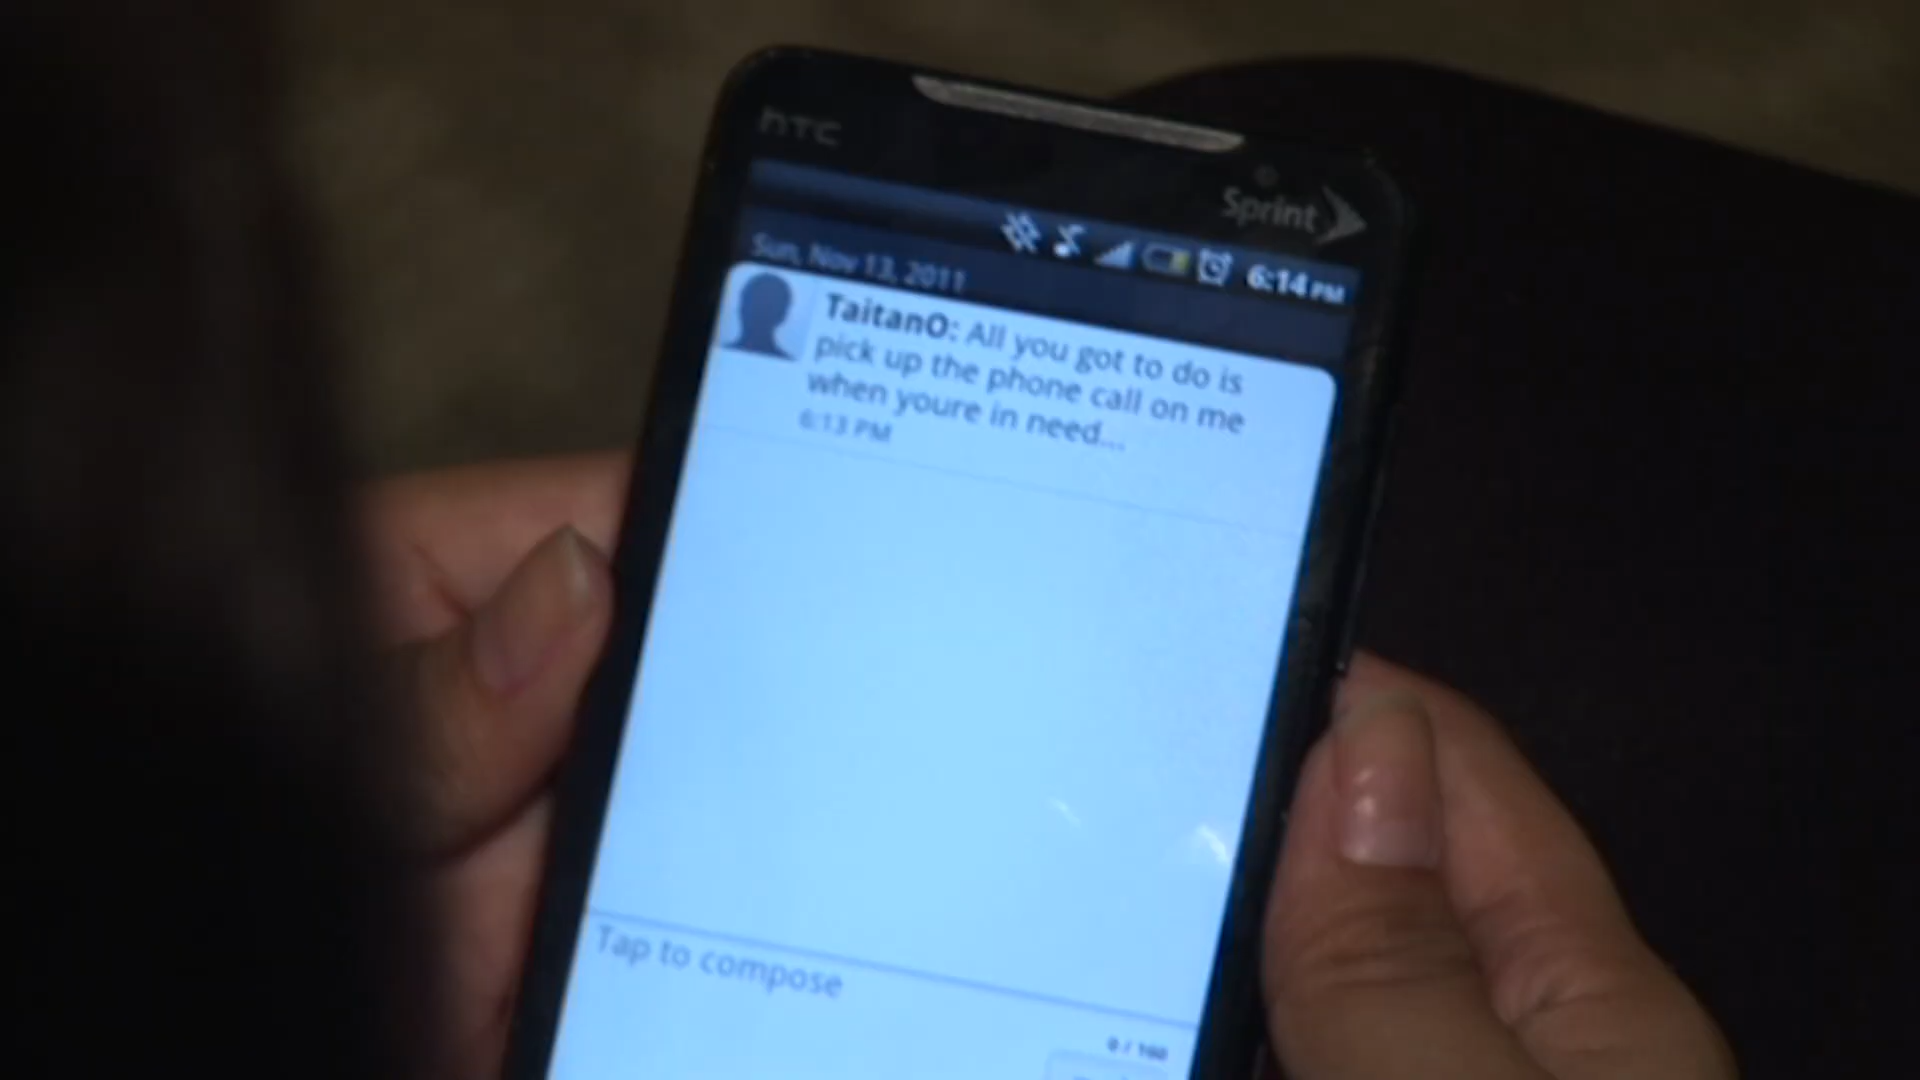 hTC
Sprint
6:14 PM
Sun, Nov 13, 2011
TaitanO: All you got to do is
pick up the phone call on me
when youre in need...
6:13 PM
Tap to compose
0 / 160